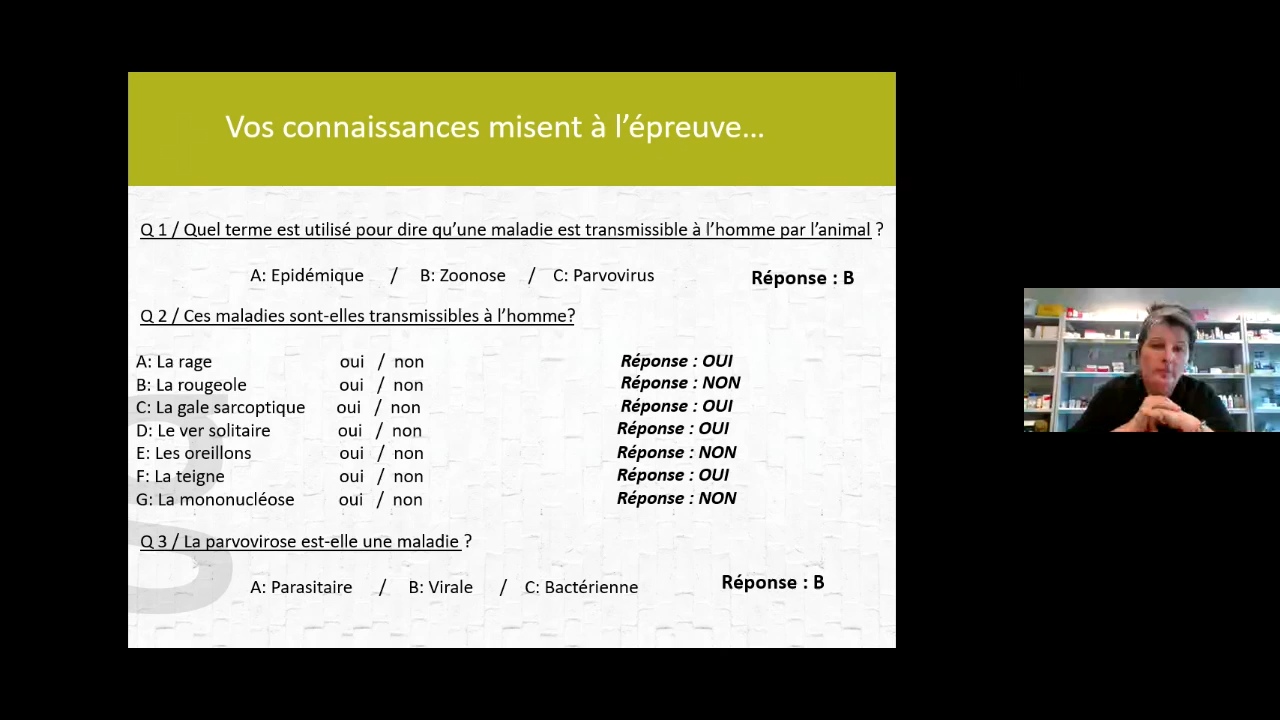 Vos connaissances misent à l’épreuve...
Q 1 / Quel terme est utilisé pour dire qu’une maladie est transmissible à l’homme par l’animal ?
A: Epidémique / B: Zoonose / C: Parvovirus Réponse : B
Q 2 / Ces maladies sont-elles transmissibles à l’homme?
A: La rage oui / non Réponse : OUI
B: La rougeole oui / non Réponse : NON
C: La gale sarcoptique oui / non Réponse : OUI
D: Le ver solitaire oui / non Réponse : OUI
E: Les oreillons oui / non Réponse : NON
F: La teigne oui / non Réponse : OUI
G: La mononucléose oui / non Réponse : NON
Q 3 / La parvovirose est-elle une maladie ?
A: Parasitaire / B: Virale / C: Bactérienne Réponse : B